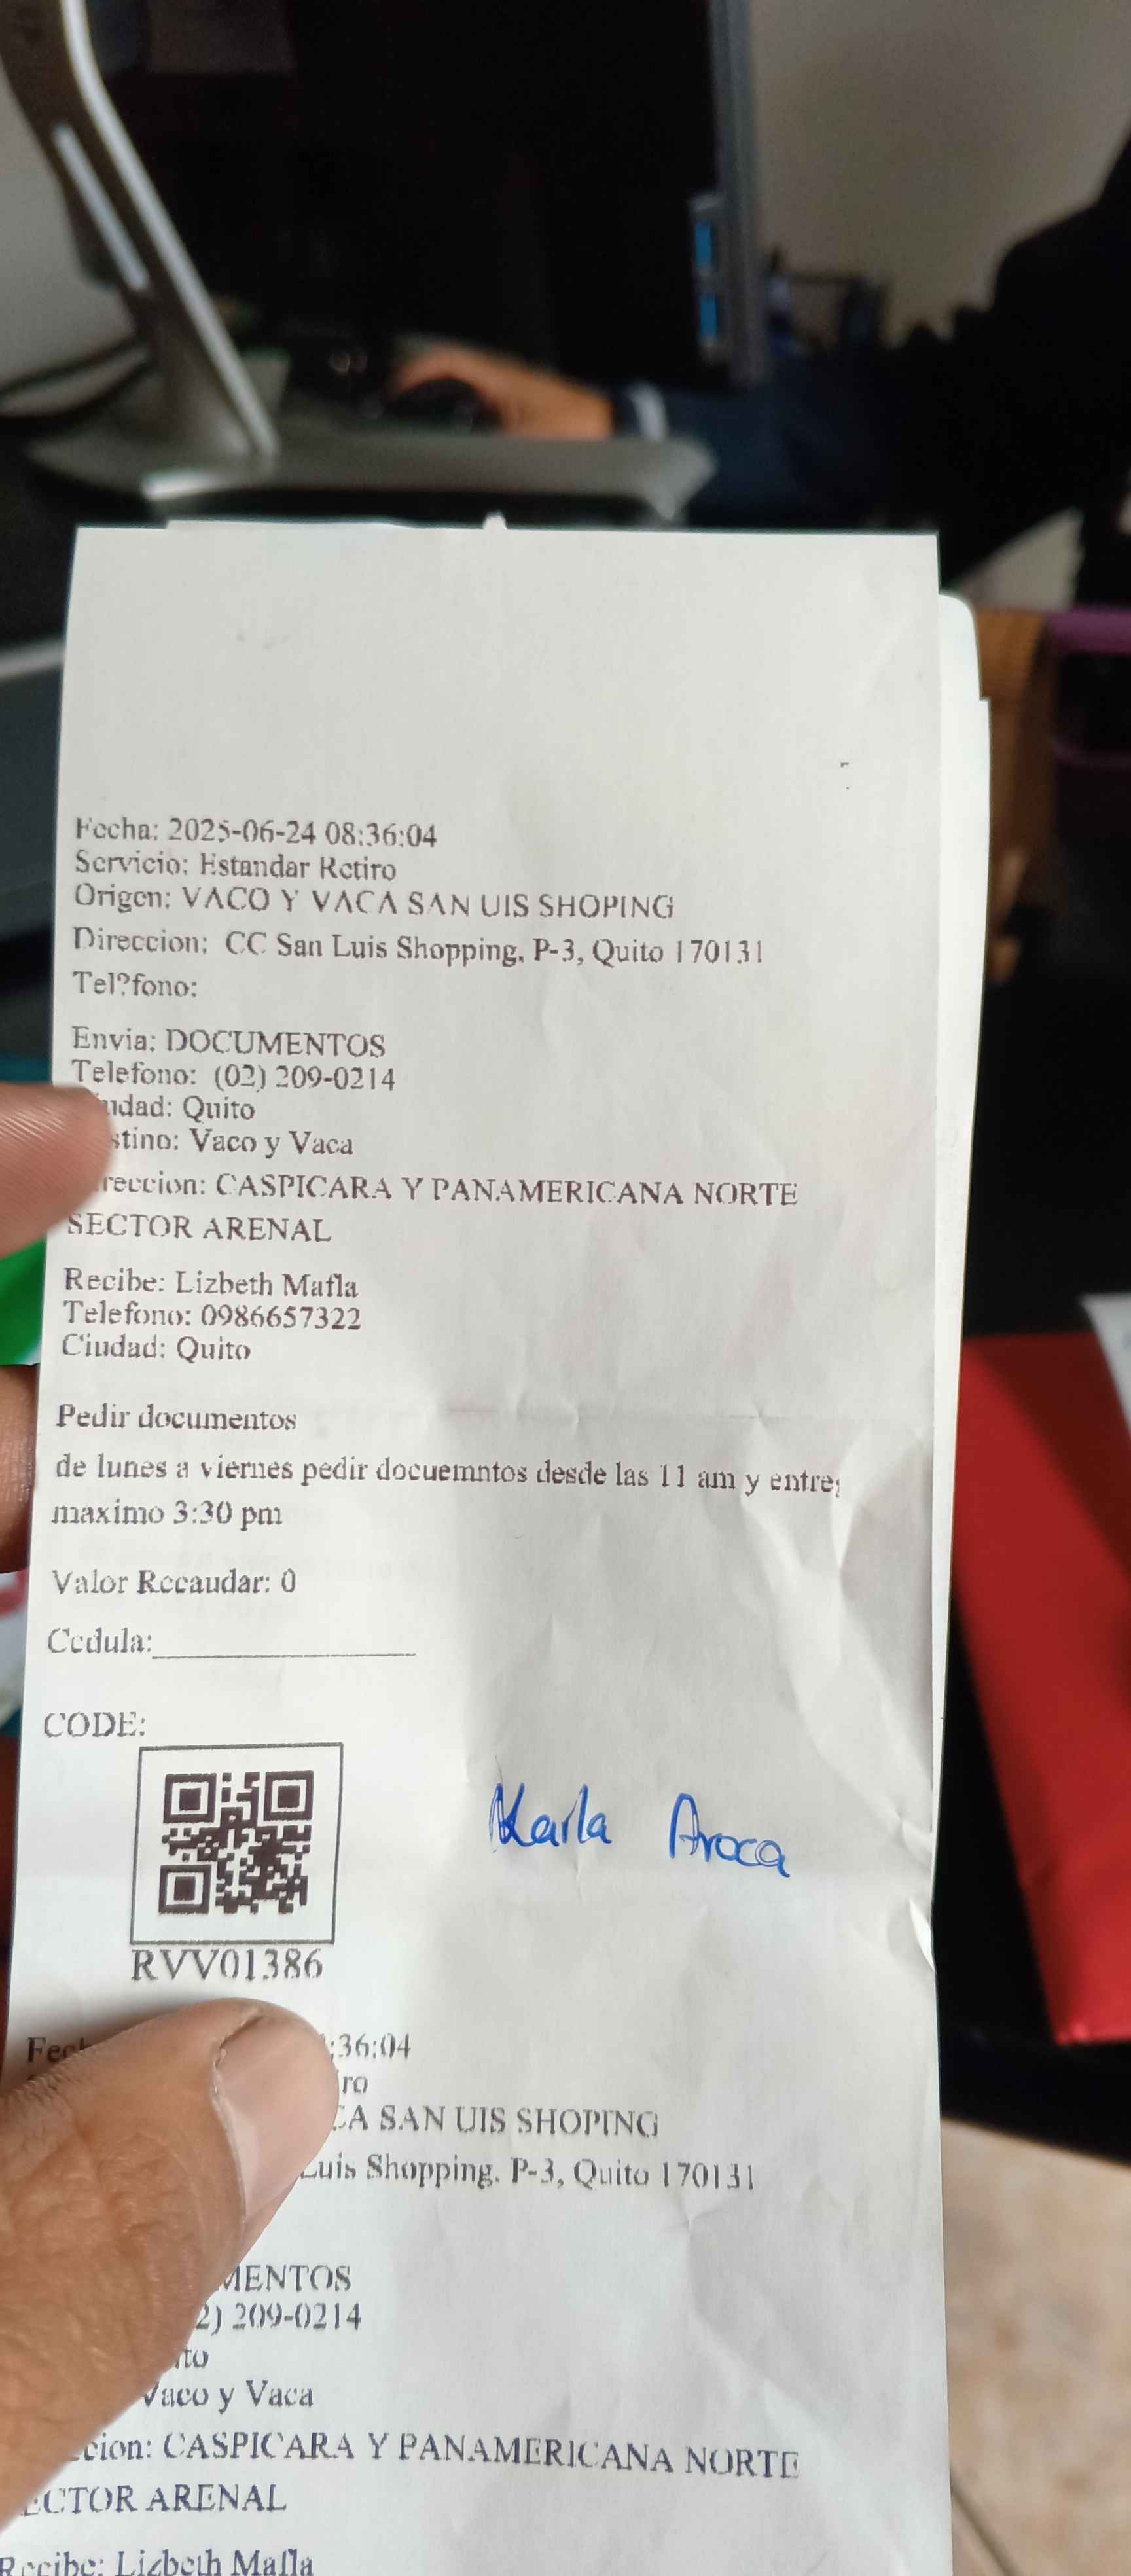 Fecha: 2025-06-24 08:36:04
Servicio: Estandar Retiro
Origen: VACO Y VACA SAN UIS SHOPING
Direccion: CC San Luis Shopping, P-3, Quito 170131
Tel?fono:
Envia: DOCUMENTOS
Telefono: (02) 209-0214
udad: Quito
stino: Vaco y Vaca
reccion: CASPICARA Y PANAMERICANA NORTE
SECTOR ARENAL
Recibe: Lizbeth Mafla
Telefono: 0986657322
Ciudad: Quito
Pedir documentos
de lunes a viernes pedir docuemntos desde las 11 am y entre
maximo 3:30 pm
Valor Recaudar: 0
Cedula:
CODE:
Karla Aroca
RVV01386
:36:04
ro
CA SAN UIS SHOPING
Luis Shopping, P-3, Quito 170131
MENTOS
2) 209-0214
ito
Vaco y Vaca
cion: CASPICARA Y PANAMERICANA NORTE
ECTOR ARENAL
Recibe: Lizbeth Mafla